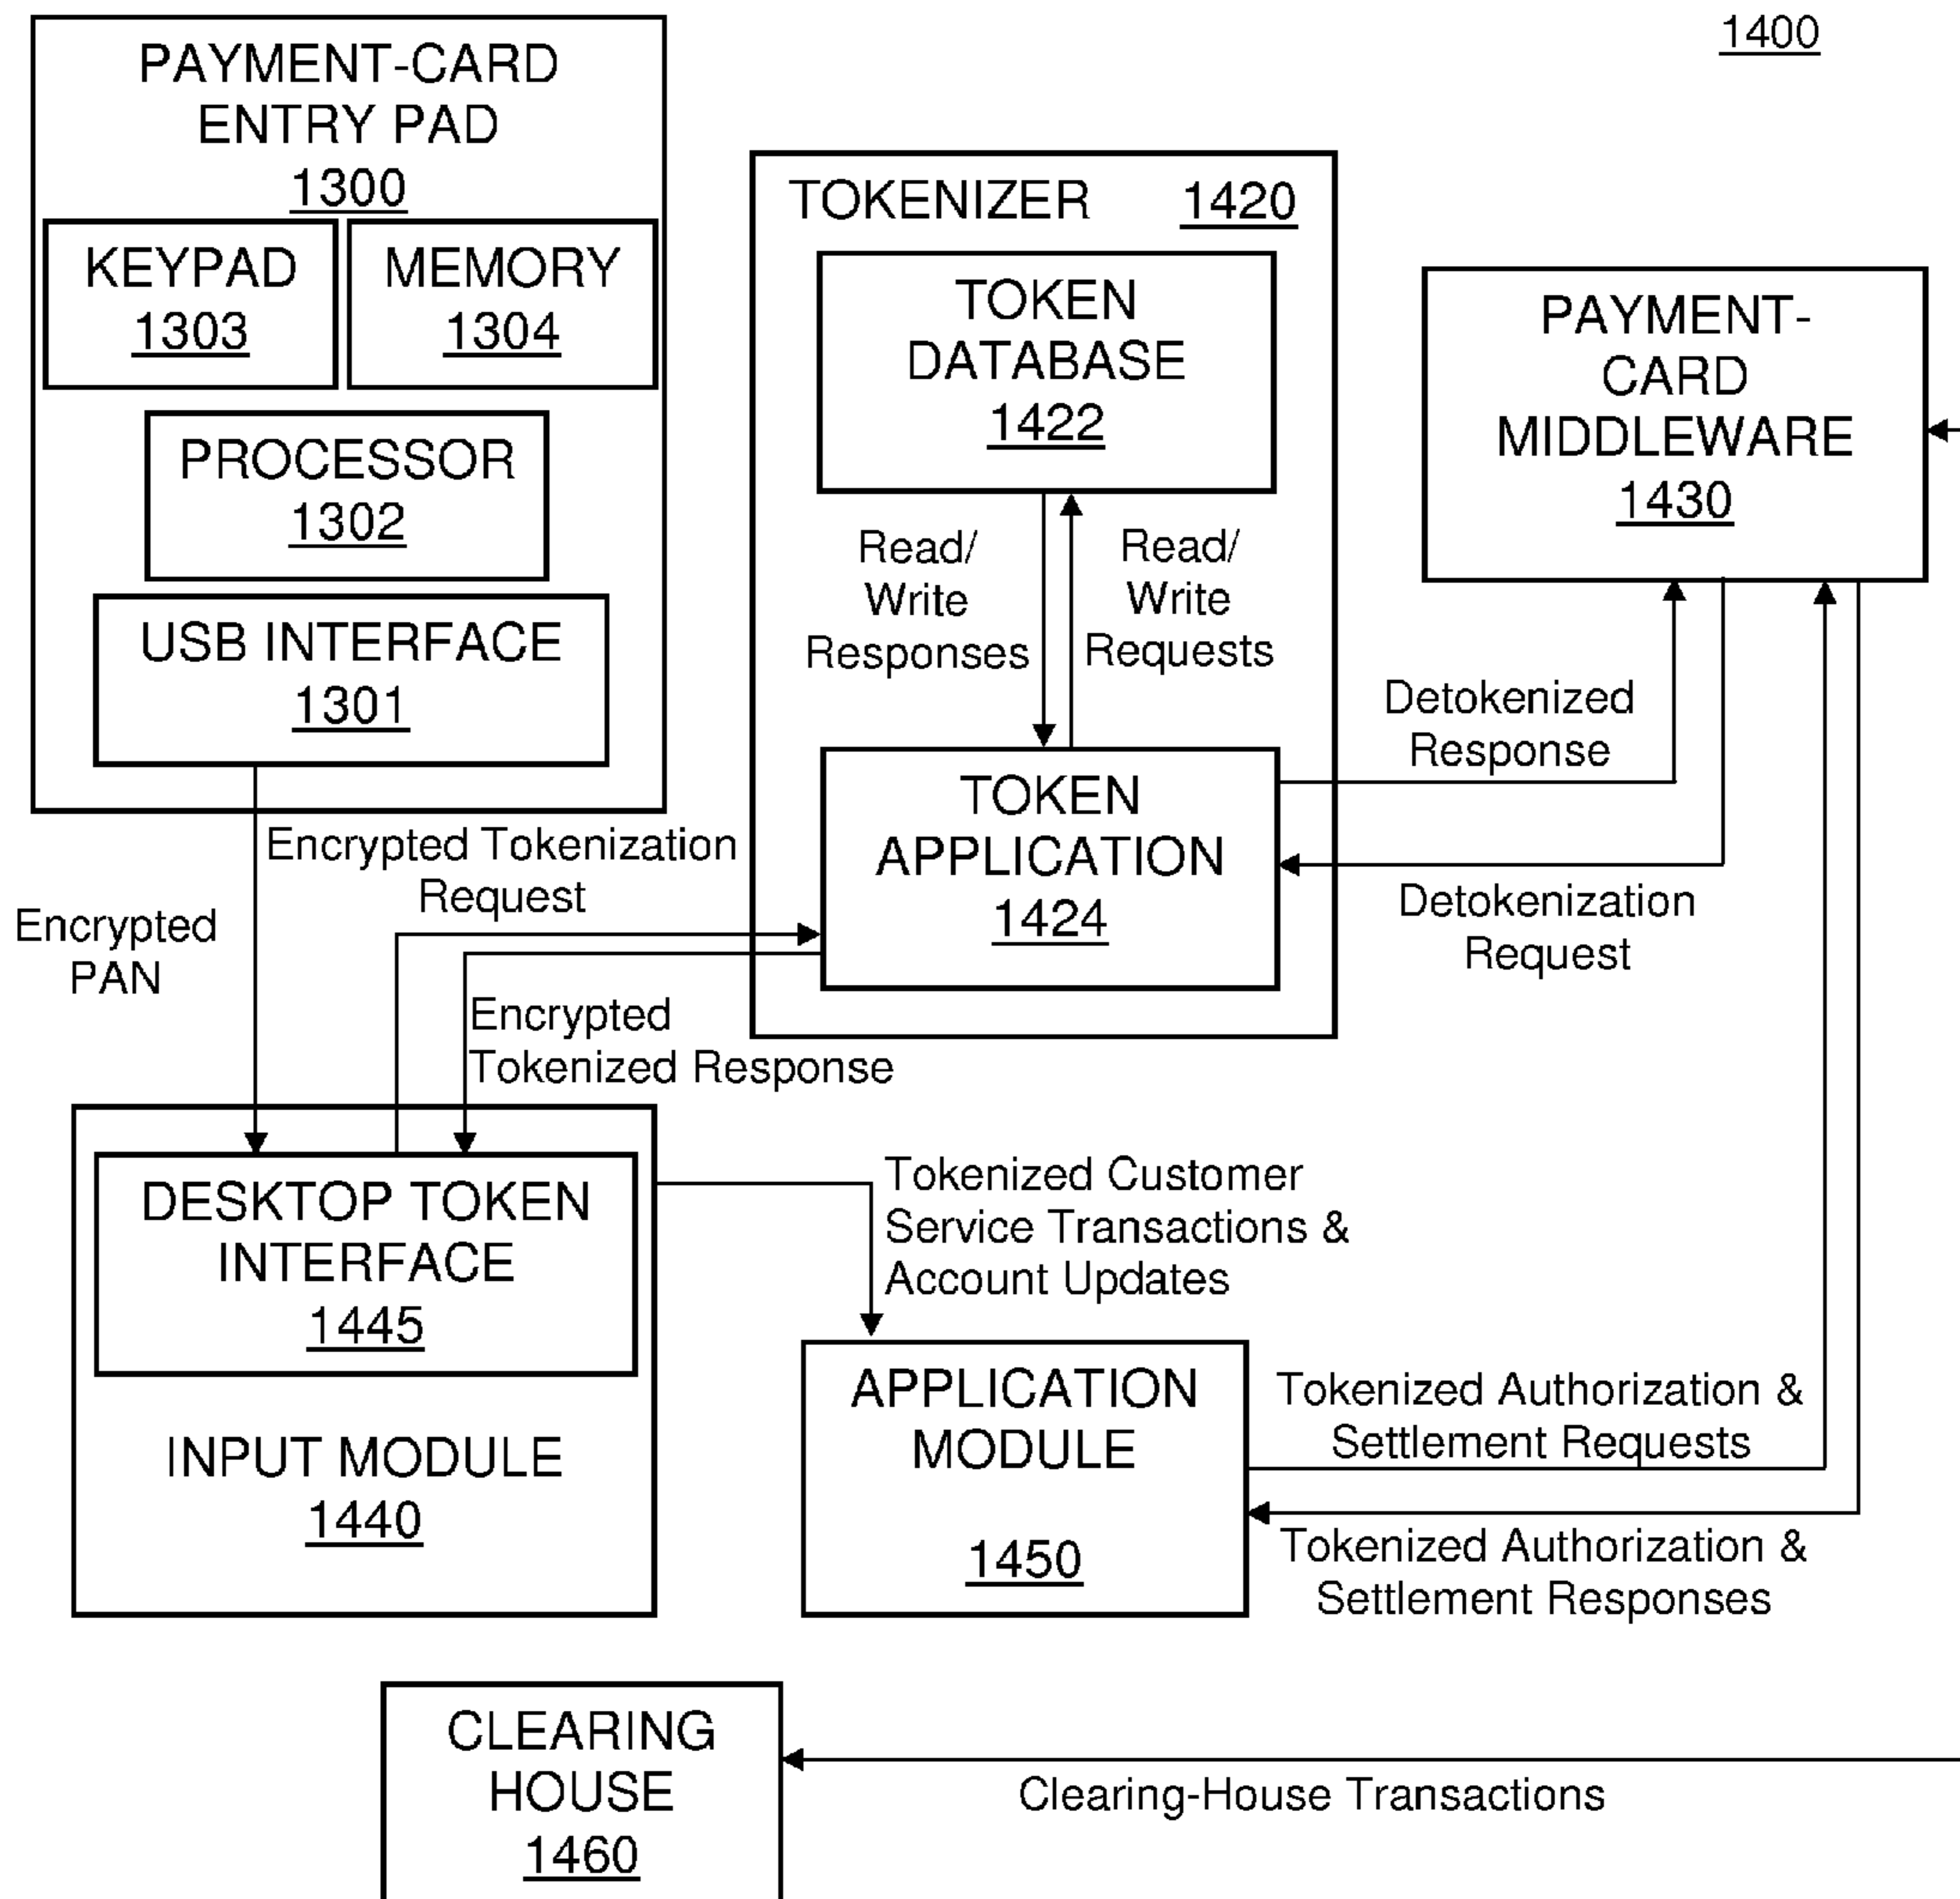 1400
PAYMENT-CARD
ENTRY PAD
1300
KEYPAD
1303
MEMORY
1304
PROCESSOR
1302
USB INTERFACE
1301
TOKENIZER 1420
TOKEN
DATABASE
1422
Read/
Write
Responses
Read/
Write
Requests
TOKEN
APPLICATION
1424
PAYMENT-
CARD
MIDDLEWARE
1430
Detokenized
Response
Detokenization
Request
Encrypted Tokenization
Request
Encrypted
PAN
Encrypted
Tokenized Response
DESKTOP TOKEN
INTERFACE
1445
INPUT MODULE
1440
Tokenized Customer
Service Transactions &
Account Updates
APPLICATION
MODULE
1450
Tokenized Authorization &
Settlement Requests
Tokenized Authorization &
Settlement Responses
CLEARING
HOUSE
1460
Clearing-House Transactions